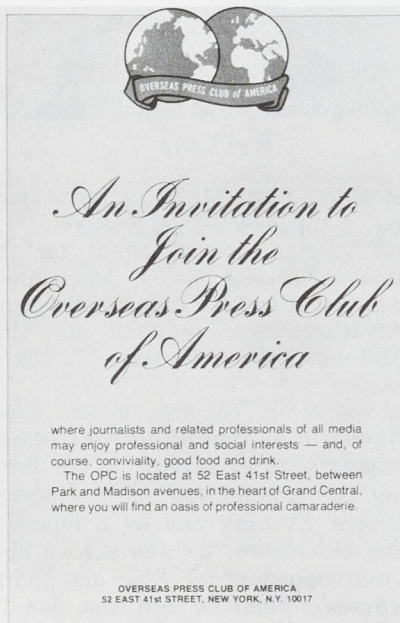 OVERSEAS PRESS CLUB of AMERICA
An Invitation to
Join the
Overseas Press Club
of America
where journalists and related professionals of all media
may enjoy professional and social interests — and, of
course, conviviality, good food and drink.
The OPC is located at 52 East 41st Street, between
Park and Madison avenues, in the heart of Grand Central,
where you will find an oasis of professional camaraderie.
OVERSEAS PRESS CLUB OF AMERICA
52 EAST 41st STREET, NEW YORK, N.Y. 10017